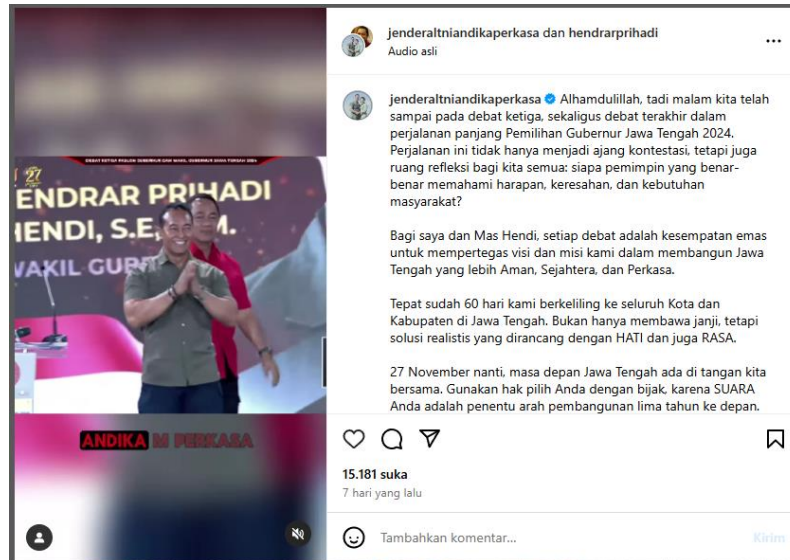 DEBAT KETIGA PASLON GUBERNUR DAN WAKIL GUBERNUR JAWA TENGAH 2024
27
ENDRAR PRIHADI
HENDI, S.E., M.
WAKIL GUBE
ANDIKA M PERKASA
jenderaltniandikaperkasa dan hendrarprihadi
Audio asli
jenderaltniandikaperkasa Alhamdulillah, tadi malam kita telah
sampai pada debat ketiga, sekaligus debat terakhir dalam
perjalanan panjang Pemilihan Gubernur Jawa Tengah 2024.
Perjalanan ini tidak hanya menjadi ajang kontestasi, tetapi juga
ruang refleksi bagi kita semua: siapa pemimpin yang benar-
benar memahami harapan, keresahan, dan kebutuhan
masyarakat?
Bagi saya dan Mas Hendi, setiap debat adalah kesempatan emas
untuk mempertegas visi dan misi kami dalam membangun Jawa
Tengah yang lebih Aman, Sejahtera, dan Perkasa.
Tepat sudah 60 hari kami berkeliling ke seluruh Kota dan
Kabupaten di Jawa Tengah. Bukan hanya membawa janji, tetapi
solusi realistis yang dirancang dengan HATI dan juga RASA.
27 November nanti, masa depan Jawa Tengah ada di tangan kita
bersama. Gunakan hak pilih Anda dengan bijak, karena SUARA
Anda adalah penentu arah pembangunan lima tahun ke depan.
15.181 suka
7 hari yang lalu
Tambahkan komentar...
Kirim